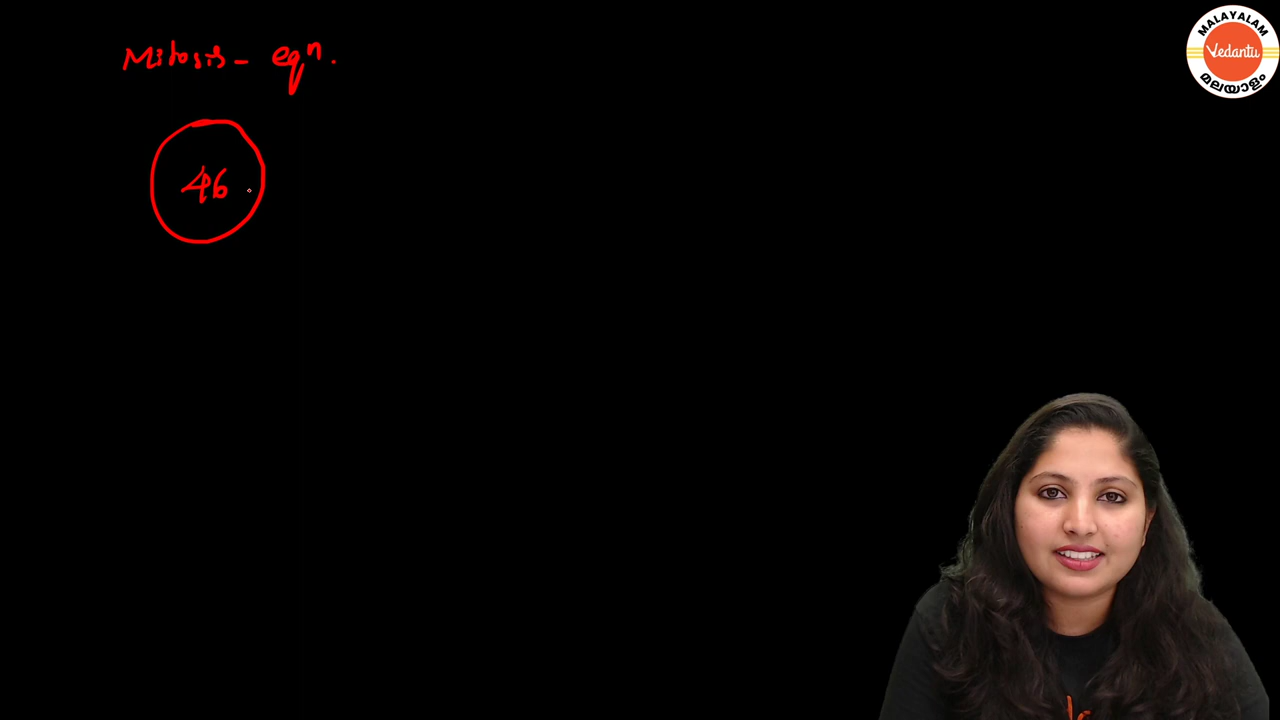 Mitosis - eqn.
46
MALAYALAM
Vedantu
മലയാളം